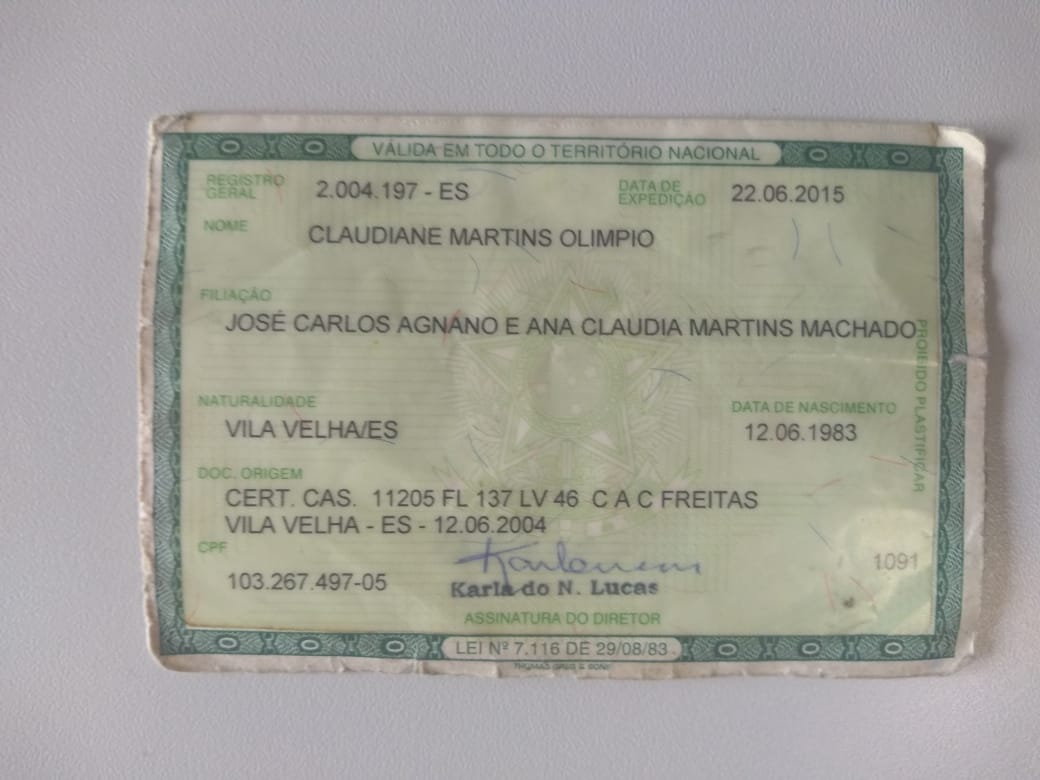 VÁLIDA EM TODO O TERRITÓRIO NACIONAL
REGISTRO GERAL 2.004.197 - ES DATA DE EXPEDIÇÃO 22.06.2015
NOME CLAUDIANE MARTINS OLIMPIO
FILIAÇÃO
JOSÉ CARLOS AGNANO E ANA CLAUDIA MARTINS MACHADO
PROIBIDO PLASTIFICAR
NATURALIDADE DATA DE NASCIMENTO
VILA VELHA/ES 12.06.1983
DOC. ORIGEM
CERT. CAS. 11205 FL 137 LV 46 C A C FREITAS
VILA VELHA - ES - 12.06.2004
CPF
103.267.497-05
Karla do N. Lucas
1091
ASSINATURA DO DIRETOR
LEI Nº 7.116 DE 29/08/83
THOMAS GREG & SONS